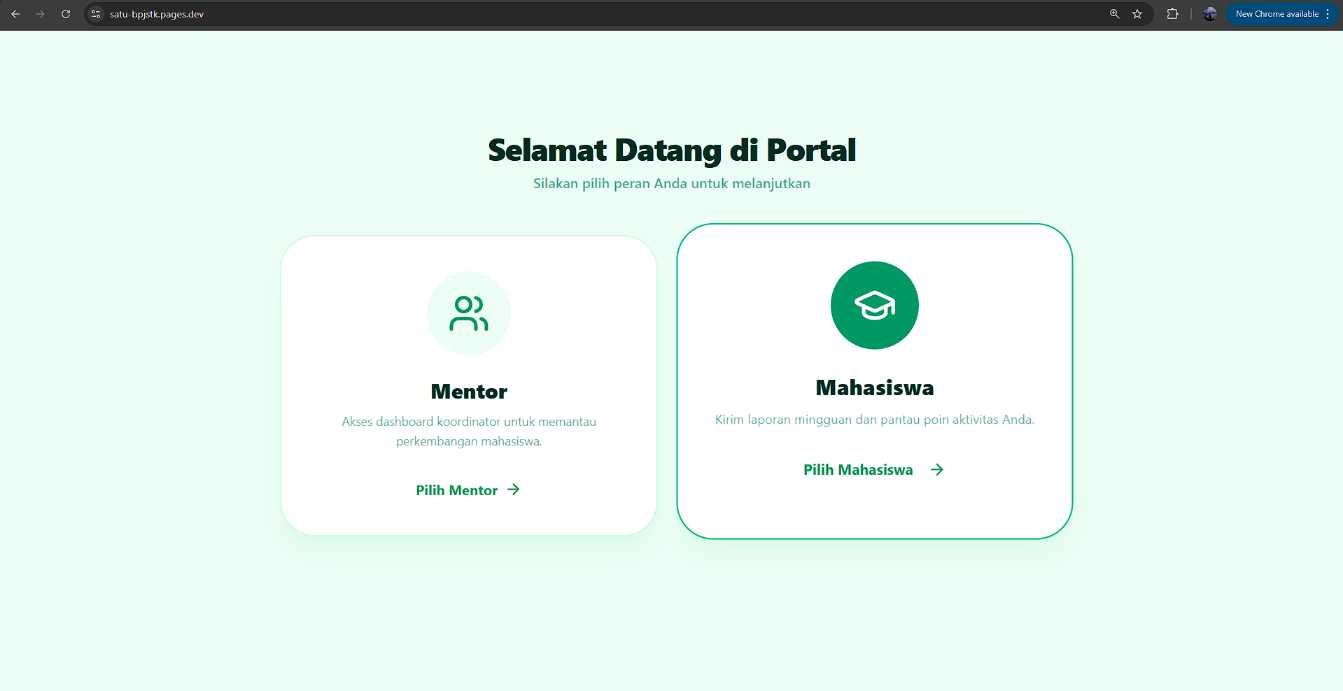 satu-bpjstk.pages.dev
New Chrome available
Selamat Datang di Portal
Silakan pilih peran Anda untuk melanjutkan
Mentor
Akses dashboard koordinator untuk memantau
perkembangan mahasiswa.
Pilih Mentor
Mahasiswa
Kirim laporan mingguan dan pantau poin aktivitas Anda.
Pilih Mahasiswa